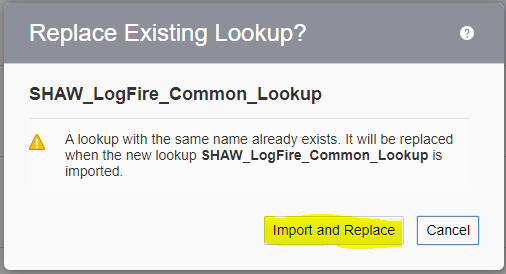 Replace Existing Lookup?
?
SHAW_LogFire_Common_Lookup
A lookup with the same name already exists. It will be replaced
when the new lookup SHAW_LogFire_Common_Lookup is
imported.
Import and Replace
Cancel